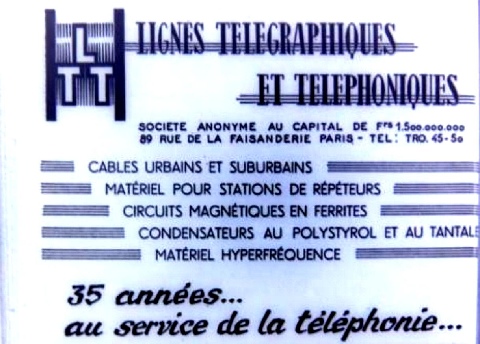 LTT
LIGNES TELEGRAPHIQUES
ET TELEPHONIQUES
SOCIETE ANONYME AU CAPITAL DE Frs 1.500.000.000
89 RUE DE LA FAISANDERIE PARIS - TEL: TRO. 45-50
CABLES URBAINS ET SUBURBAINS
MATÉRIEL POUR STATIONS DE RÉPÉTEURS
CIRCUITS MAGNÉTIQUES EN FERRITES
CONDENSATEURS AU POLYSTYROL ET AU TANTALE
MATÉRIEL HYPERFRÉQUENCE
35 années...
au service de la téléphonie...